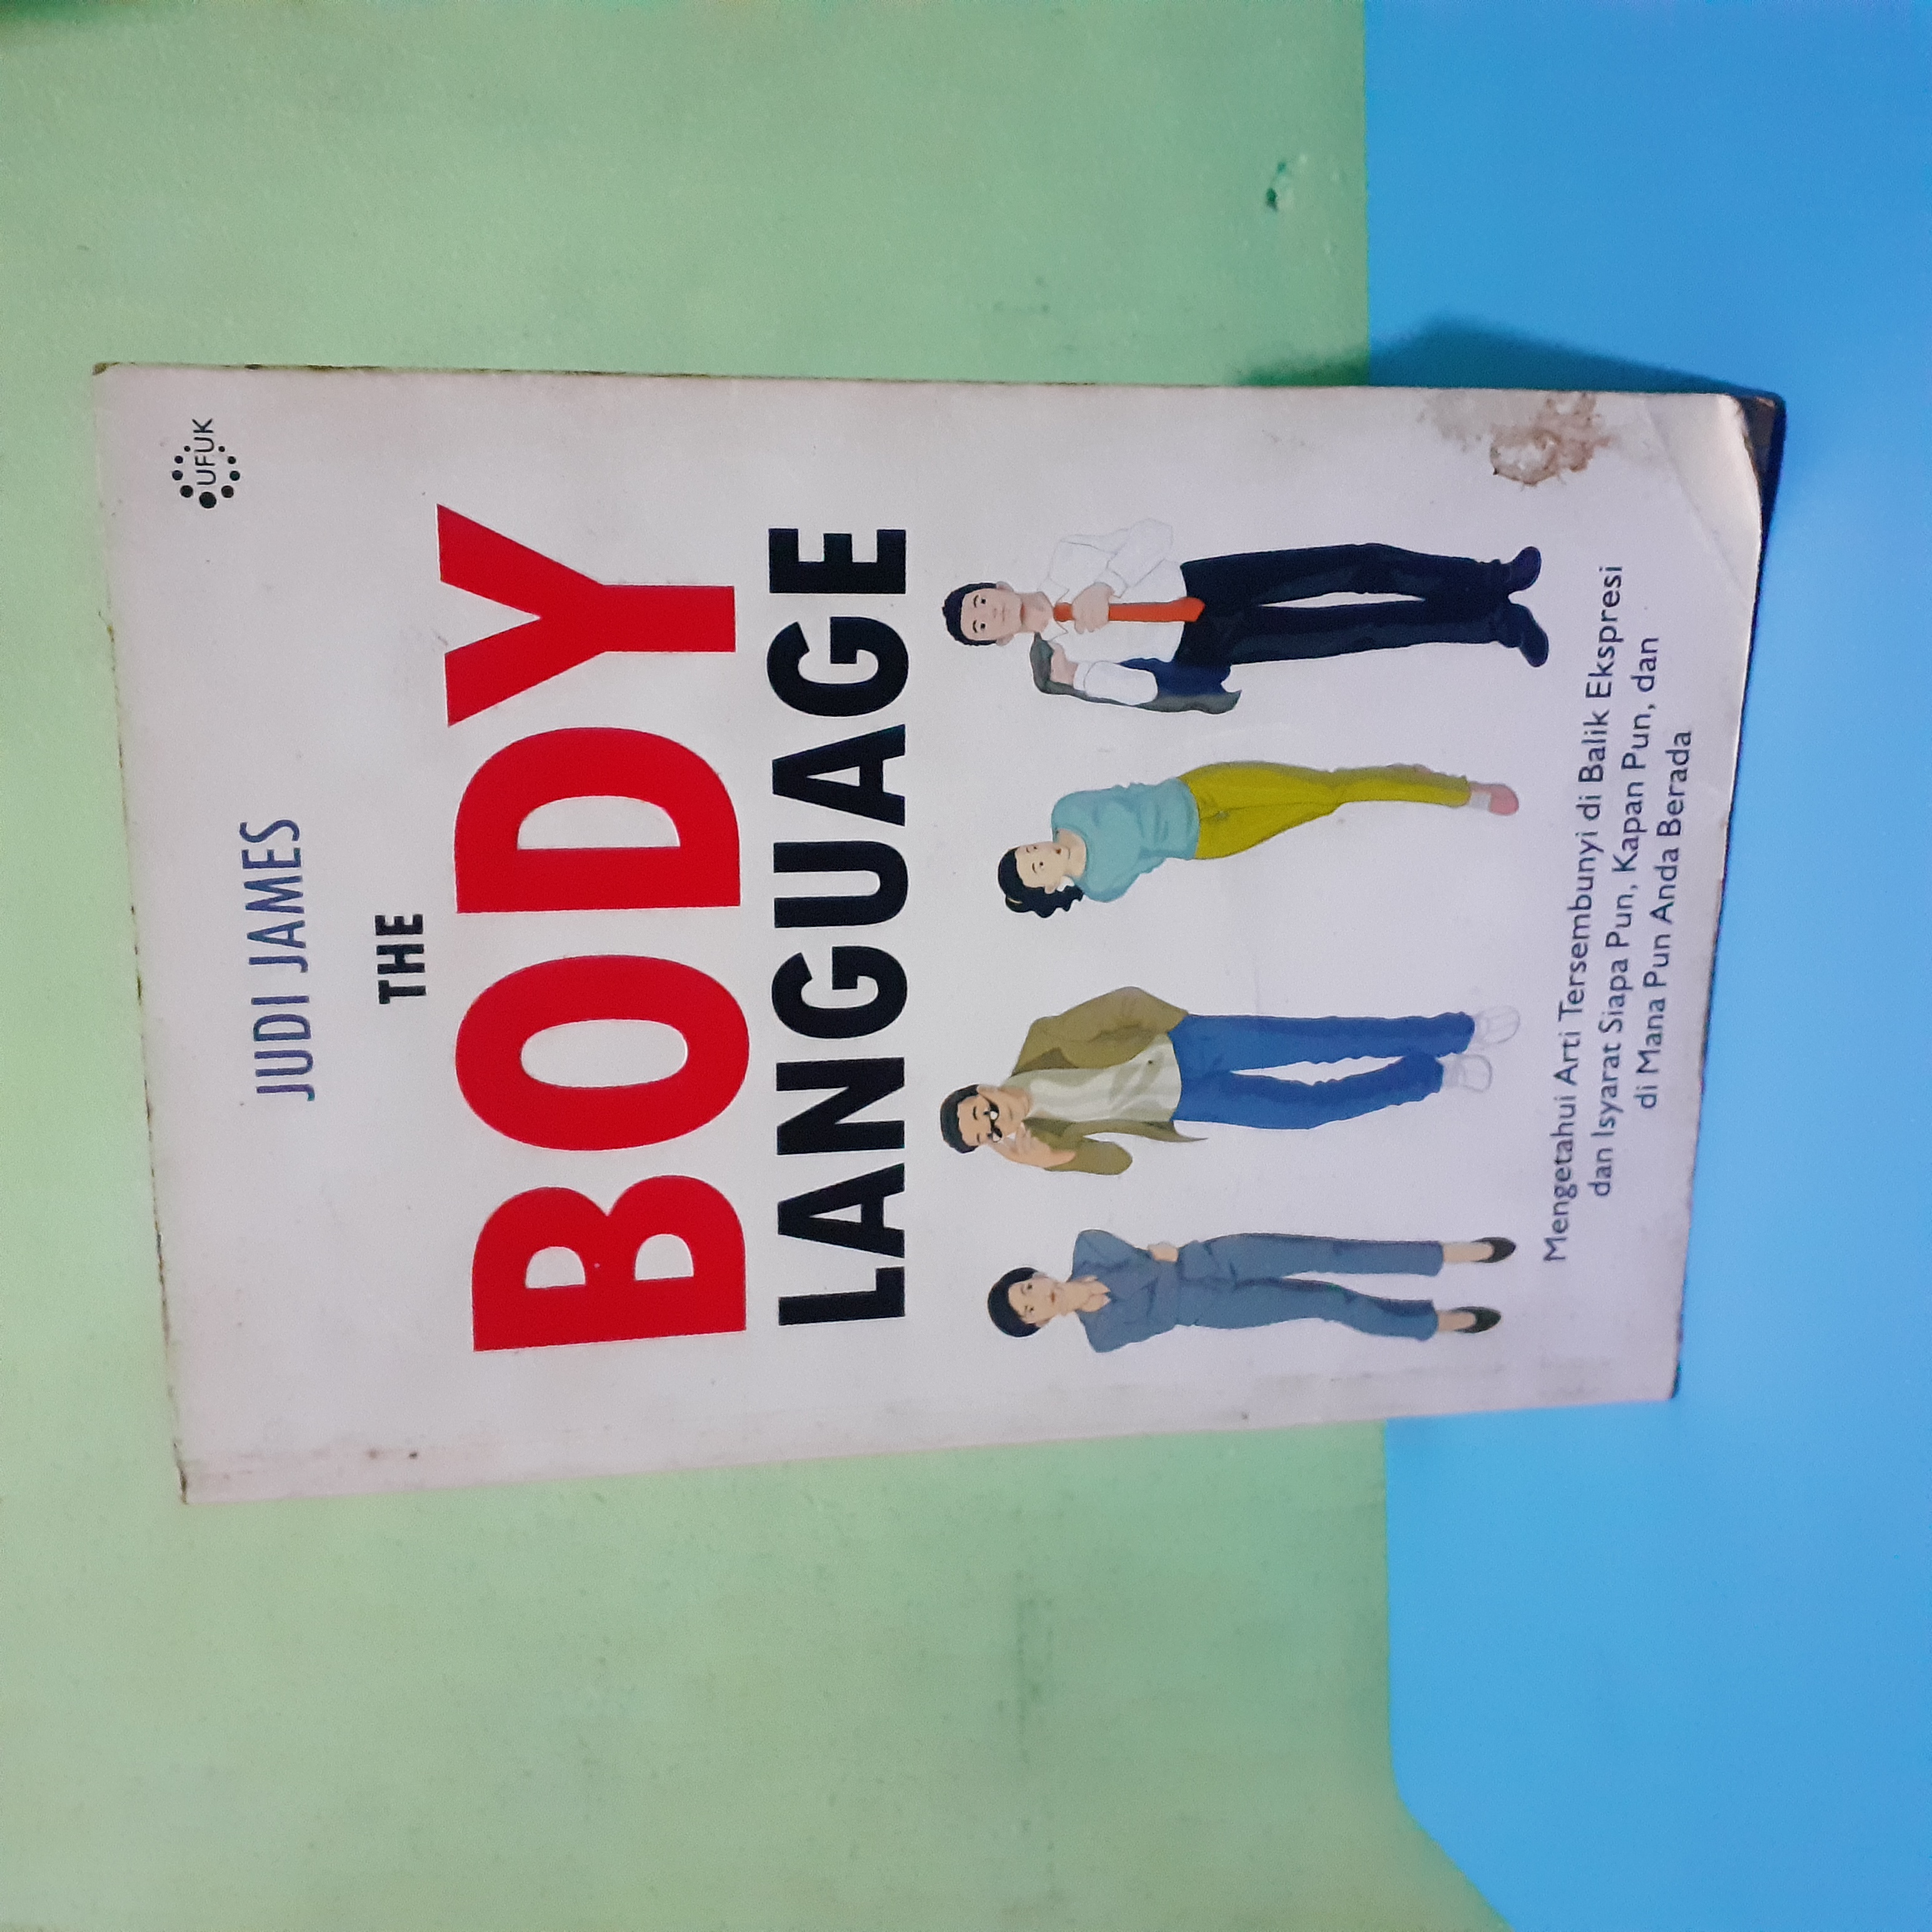 UFUK
JUDI JAMES
THE
BODY
LANGUAGE
Mengetahui Arti Tersembunyi di Balik Ekspresi
dan Isyarat Siapa Pun, Kapan Pun, dan
di Mana Pun Anda Berada